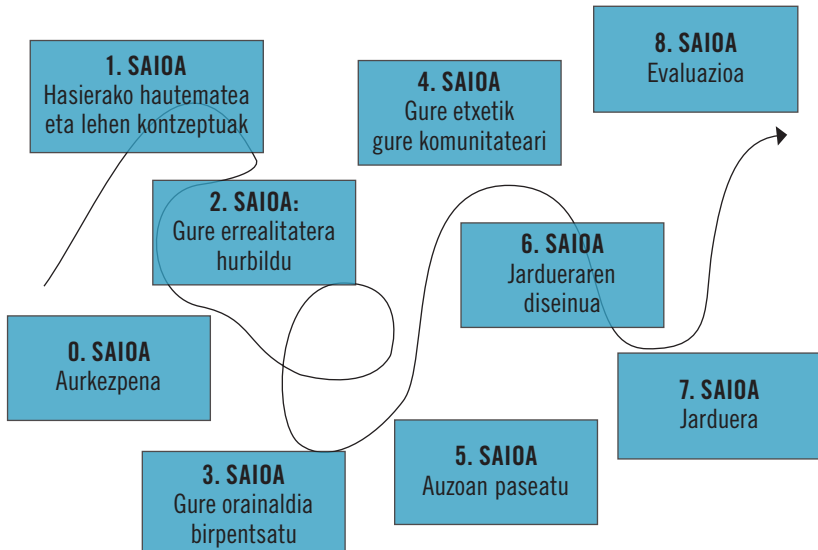 0. SAIOA
Aurkezpena
1. SAIOA
Hasierako hautematea
eta lehen kontzeptuak
2. SAIOA:
Gure errealitatera
hurbildu
3. SAIOA
Gure orainaldia
birpentsatu
4. SAIOA
Gure etxetik
gure komunitateari
5. SAIOA
Auzoan paseatu
6. SAIOA
Jardueraren
diseinua
7. SAIOA
Jarduera
8. SAIOA
Evaluazioa